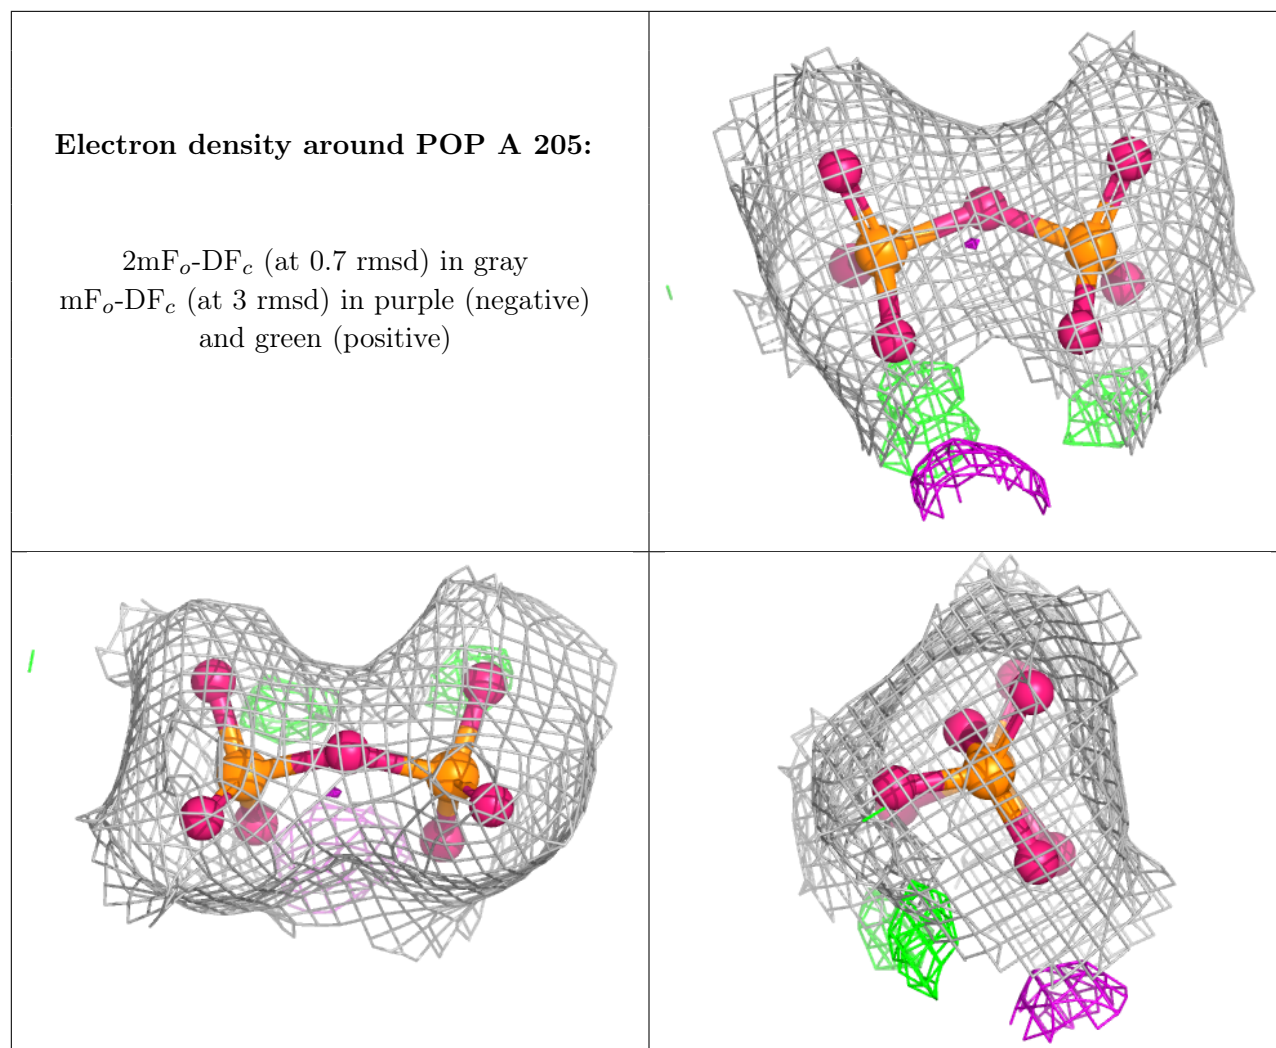 Electron density around POP A 205:
2mFₒ-DF𝒸 (at 0.7 rmsd) in gray
mFₒ-DF𝒸 (at 3 rmsd) in purple (negative)
and green (positive)